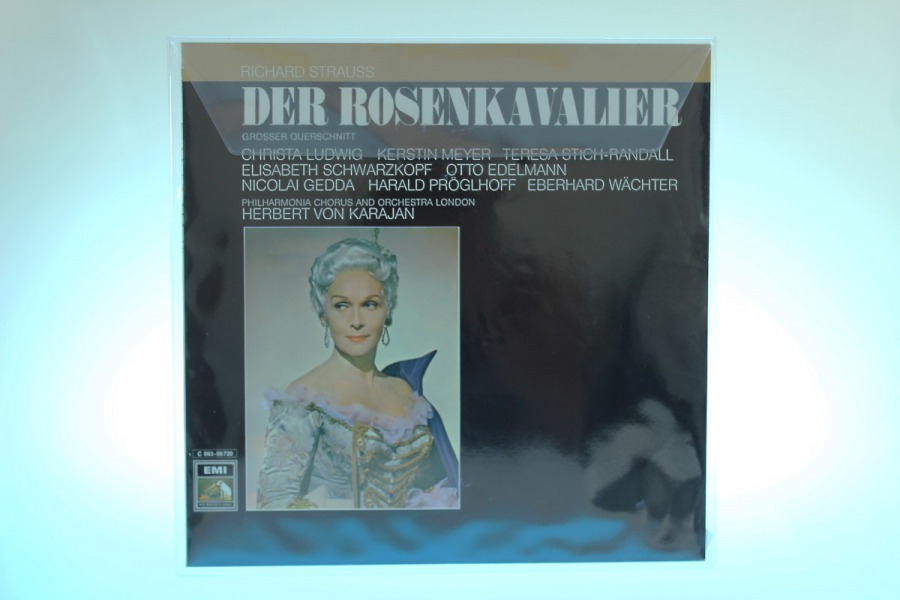 RICHARD STRAUSS
DER ROSENKAVALIER
GROSSER QUERSCHNITT
CHRISTA LUDWIG KERSTIN MEYER TERESA STICH-RANDALL
ELISABETH SCHWARZKOPF OTTO EDELMANN
NICOLAI GEDDA HARALD PRÖGLHOFF EBERHARD WÄCHTER
PHILHARMONIA CHORUS AND ORCHESTRA LONDON
HERBERT VON KARAJAN
EMI